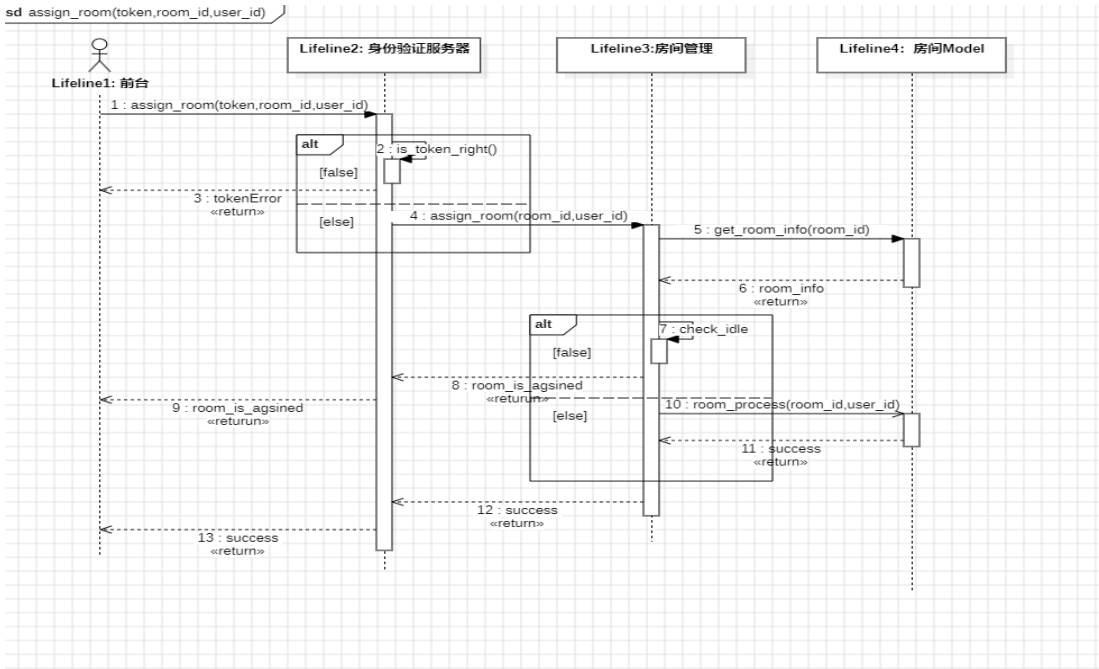 sd assign_room(token,room_id,user_id)
Lifeline1: 前台
Lifeline2: 身份验证服务器
Lifeline3:房间管理
Lifeline4: 房间Model
1 : assign_room(token,room_id,user_id)
alt
2 : is_token_right()
[false]
3 : tokenError
«return»
[else]
4 : assign_room(room_id,user_id)
5 : get_room_info(room_id)
6 : room_info
«return»
alt
7 : check_idle
[false]
8 : room_is_agsined
«returun»
9 : room_is_agsined
«returun»
[else]
10 : room_process(room_id,user_id)
11 : success
«return»
12 : success
«return»
13 : success
«return»